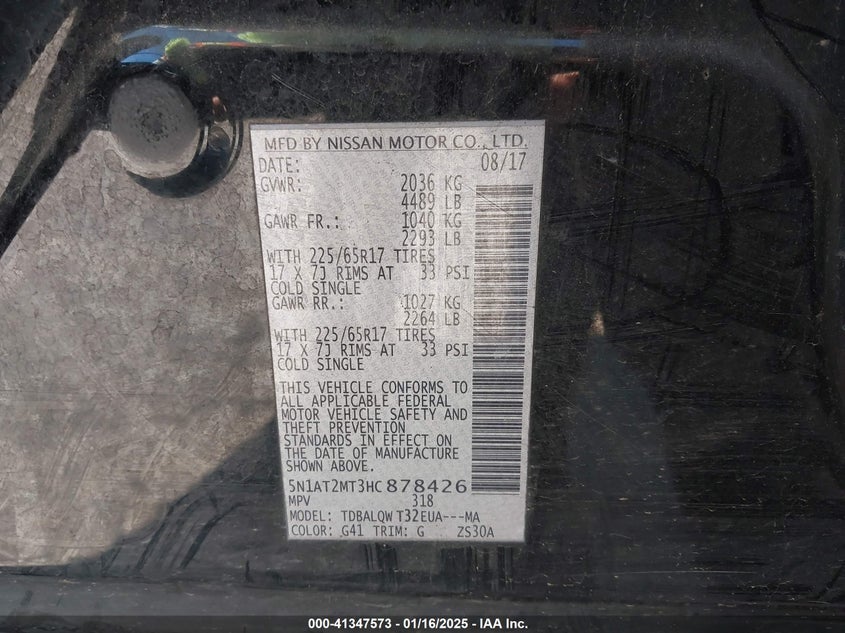 MFD BY NISSAN MOTOR CO., LTD.
DATE: 08/17
GVWR: 2036 KG
4489 LB
GAWR FR.: 1040 KG
2293 LB
WITH 225/65R17 TIRES
17 X 7J RIMS AT 33 PSI
COLD SINGLE
GAWR RR.: 1027 KG
2264 LB
WITH 225/65R17 TIRES
17 X 7J RIMS AT 33 PSI
COLD SINGLE
THIS VEHICLE CONFORMS TO
ALL APPLICABLE FEDERAL
MOTOR VEHICLE SAFETY AND
THEFT PREVENTION
STANDARDS IN EFFECT ON
THE DATE OF MANUFACTURE
SHOWN ABOVE.
5N1AT2MT3HC878426
MPV 318
MODEL: TDBALQW T32EUA---MA
COLOR: G41 TRIM: G ZS30A
000-41347573 - 01/16/2025 - © IAA Inc.